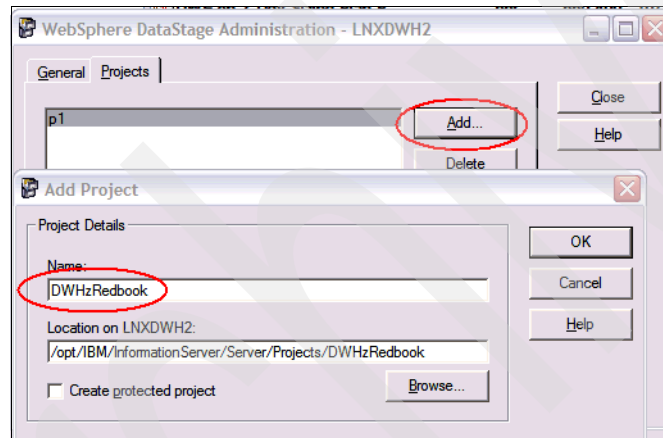 WebSphere DataStage Administration - LNXDWH2
General Projects
Close
p1
Add...
Help
Delete
Add Project
Project Details
OK
Name:
DWHzRedbook
Cancel
Location on LNXDWH2:
Help
/opt/IBM/InformationServer/Server/Projects/DWHzRedbook
Create protected project
Browse...